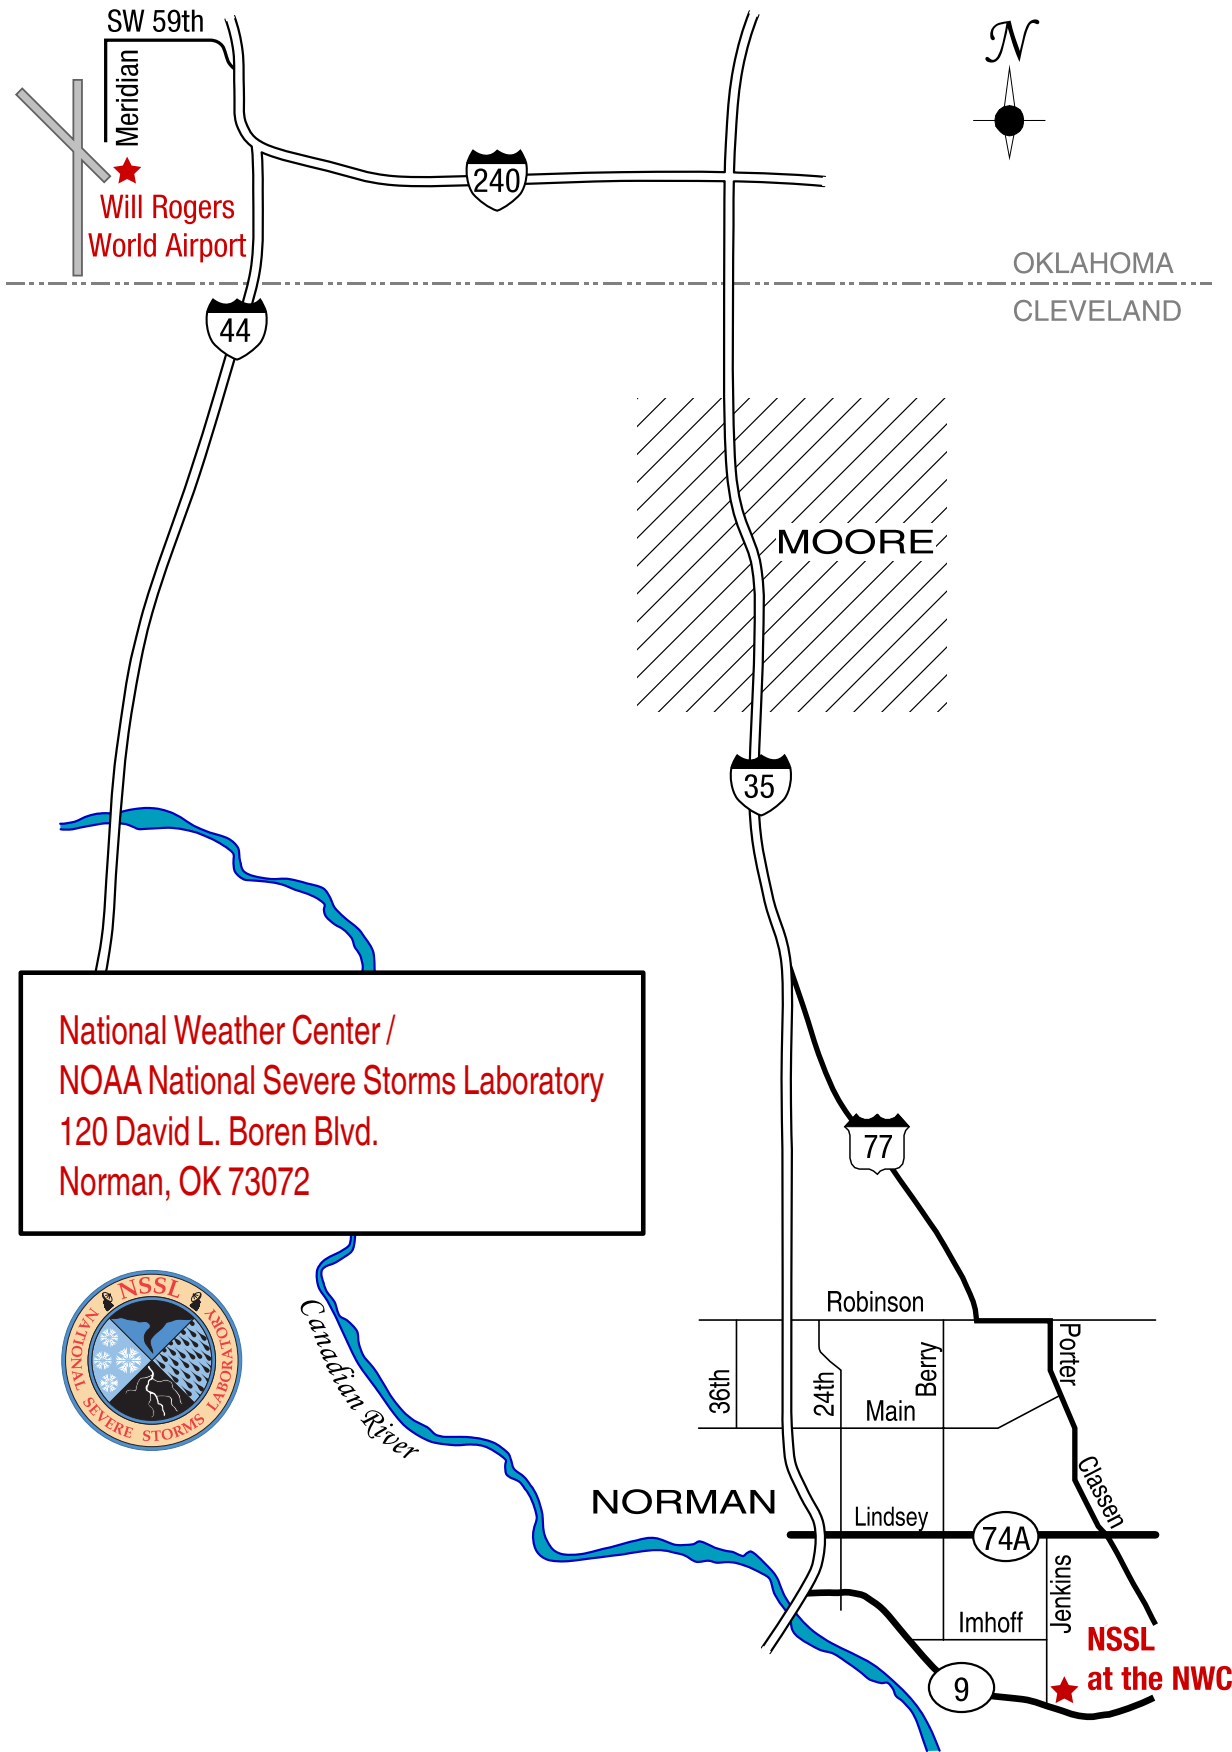 SW 59th
Meridian
N
Will Rogers
World Airport
240
OKLAHOMA
CLEVELAND
44
MOORE
35
National Weather Center /
NOAA National Severe Storms Laboratory
120 David L. Boren Blvd.
Norman, OK 73072
77
NSSL
NATIONAL SEVERE STORMS LABORATORY
Canadian River
Robinson
Porter
36th
24th
Berry
Main
Classen
NORMAN
Lindsey
74A
Jenkins
Imhoff
NSSL
at the NWC
9